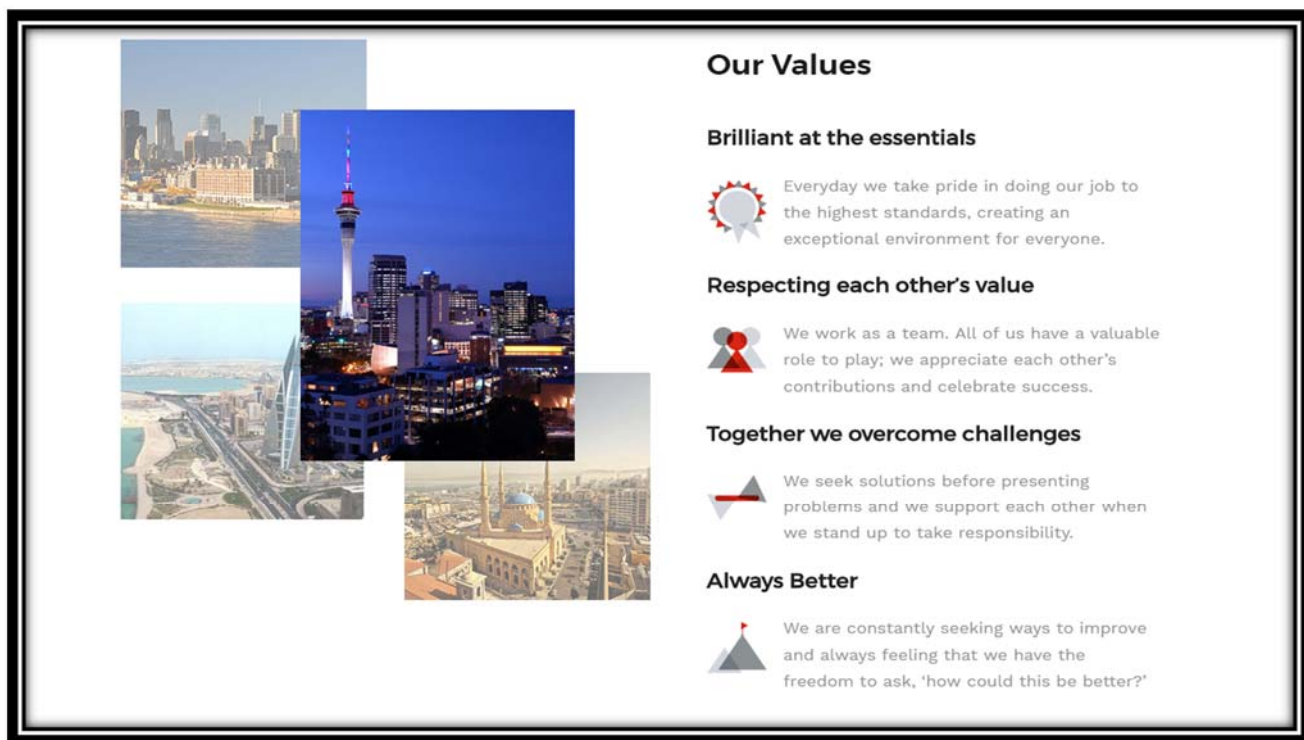 Our Values
Brilliant at the essentials
Everyday we take pride in doing our job to
the highest standards, creating an
exceptional environment for everyone.
Respecting each other's value
We work as a team. All of us have a valuable
role to play; we appreciate each other's
contributions and celebrate success.
Together we overcome challenges
We seek solutions before presenting
problems and we support each other when
we stand up to take responsibility.
Always Better
We are constantly seeking ways to improve
and always feeling that we have the
freedom to ask, ‘how could this be better?’